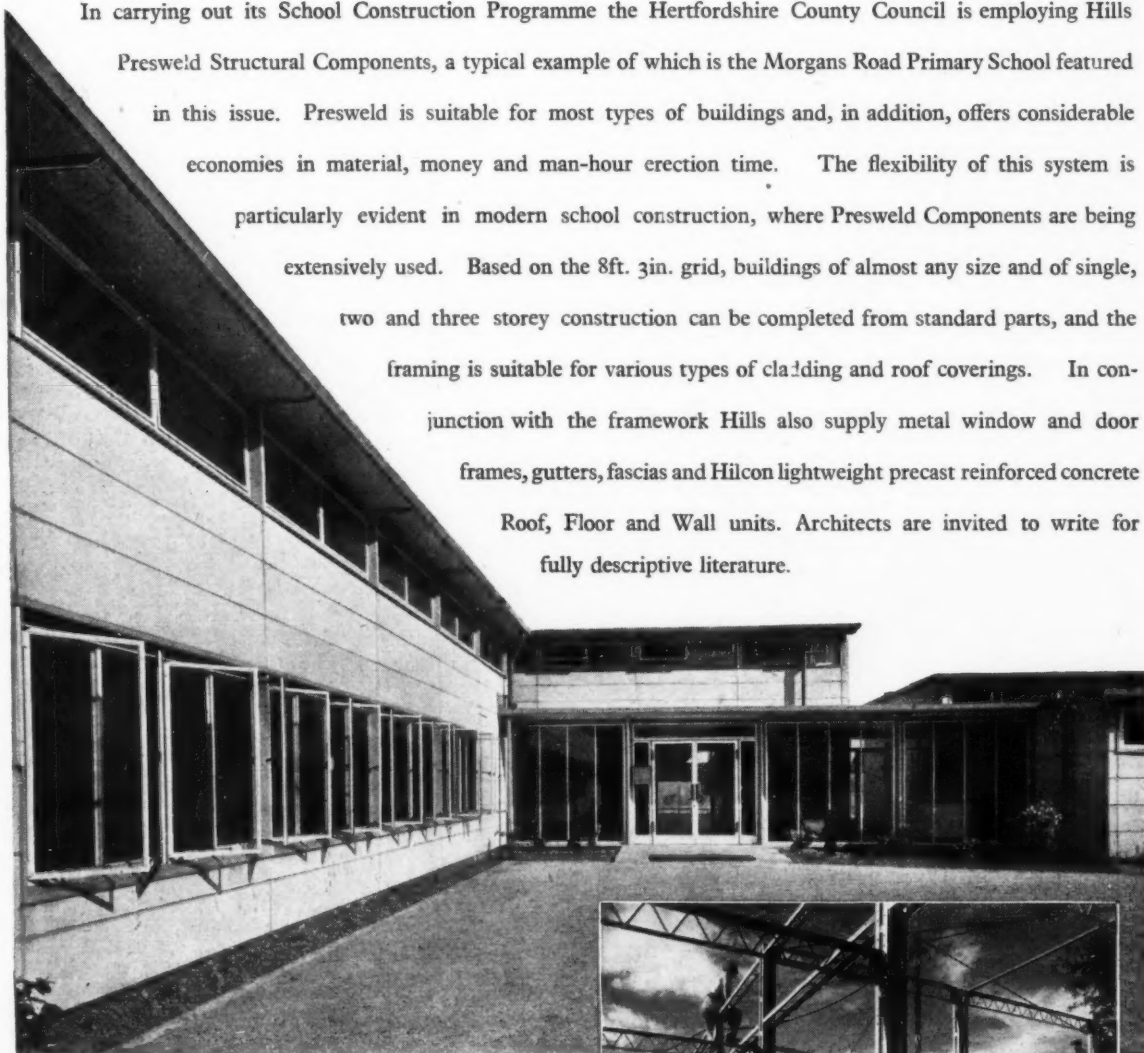 In carrying out its School Construction Programme the Hertfordshire County Council is employing Hills
Presweld Structural Components, a typical example of which is the Morgans Road Primary School featured
in this issue. Presweld is suitable for most types of buildings and, in addition, offers considerable
economies in material, money and man-hour erection time. The flexibility of this system is
particularly evident in modern school construction, where Presweld Components are being
extensively used. Based on the 8ft. 3in. grid, buildings of almost any size and of single,
two and three storey construction can be completed from standard parts, and the
framing is suitable for various types of cladding and roof coverings. In con-
junction with the framework Hills also supply metal window and door
frames, gutters, fascias and Hilcon lightweight precast reinforced concrete
Roof, Floor and Wall units. Architects are invited to write for
fully descriptive literature.